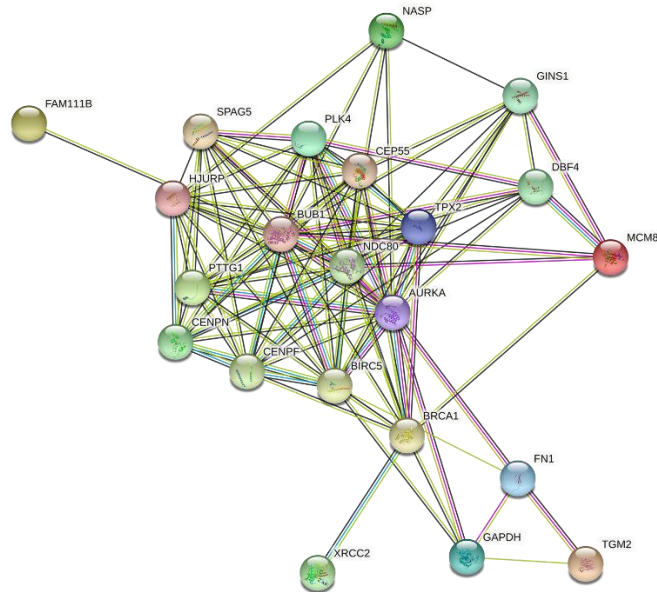 NASP
GINS1
FAM111B
SPAG5
PLK4
CEP55
DBF4
HJURP
TPX2
BUB1
NDC80
MCM8
PTTG1
AURKA
CENPN
CENPF
BIRC5
BRCA1
FN1
GAPDH
TGM2
XRCC2